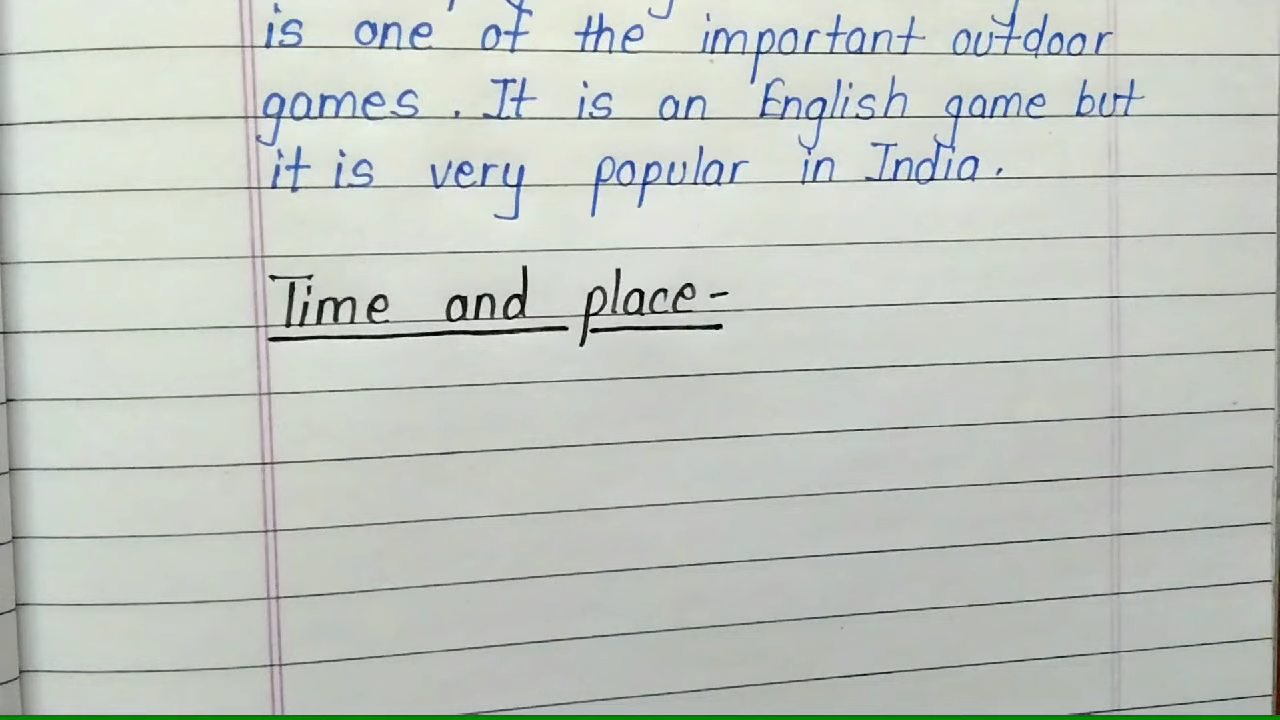 is one of the important outdoor
games. It is an English game but
it is very popular in India.
Time and place-